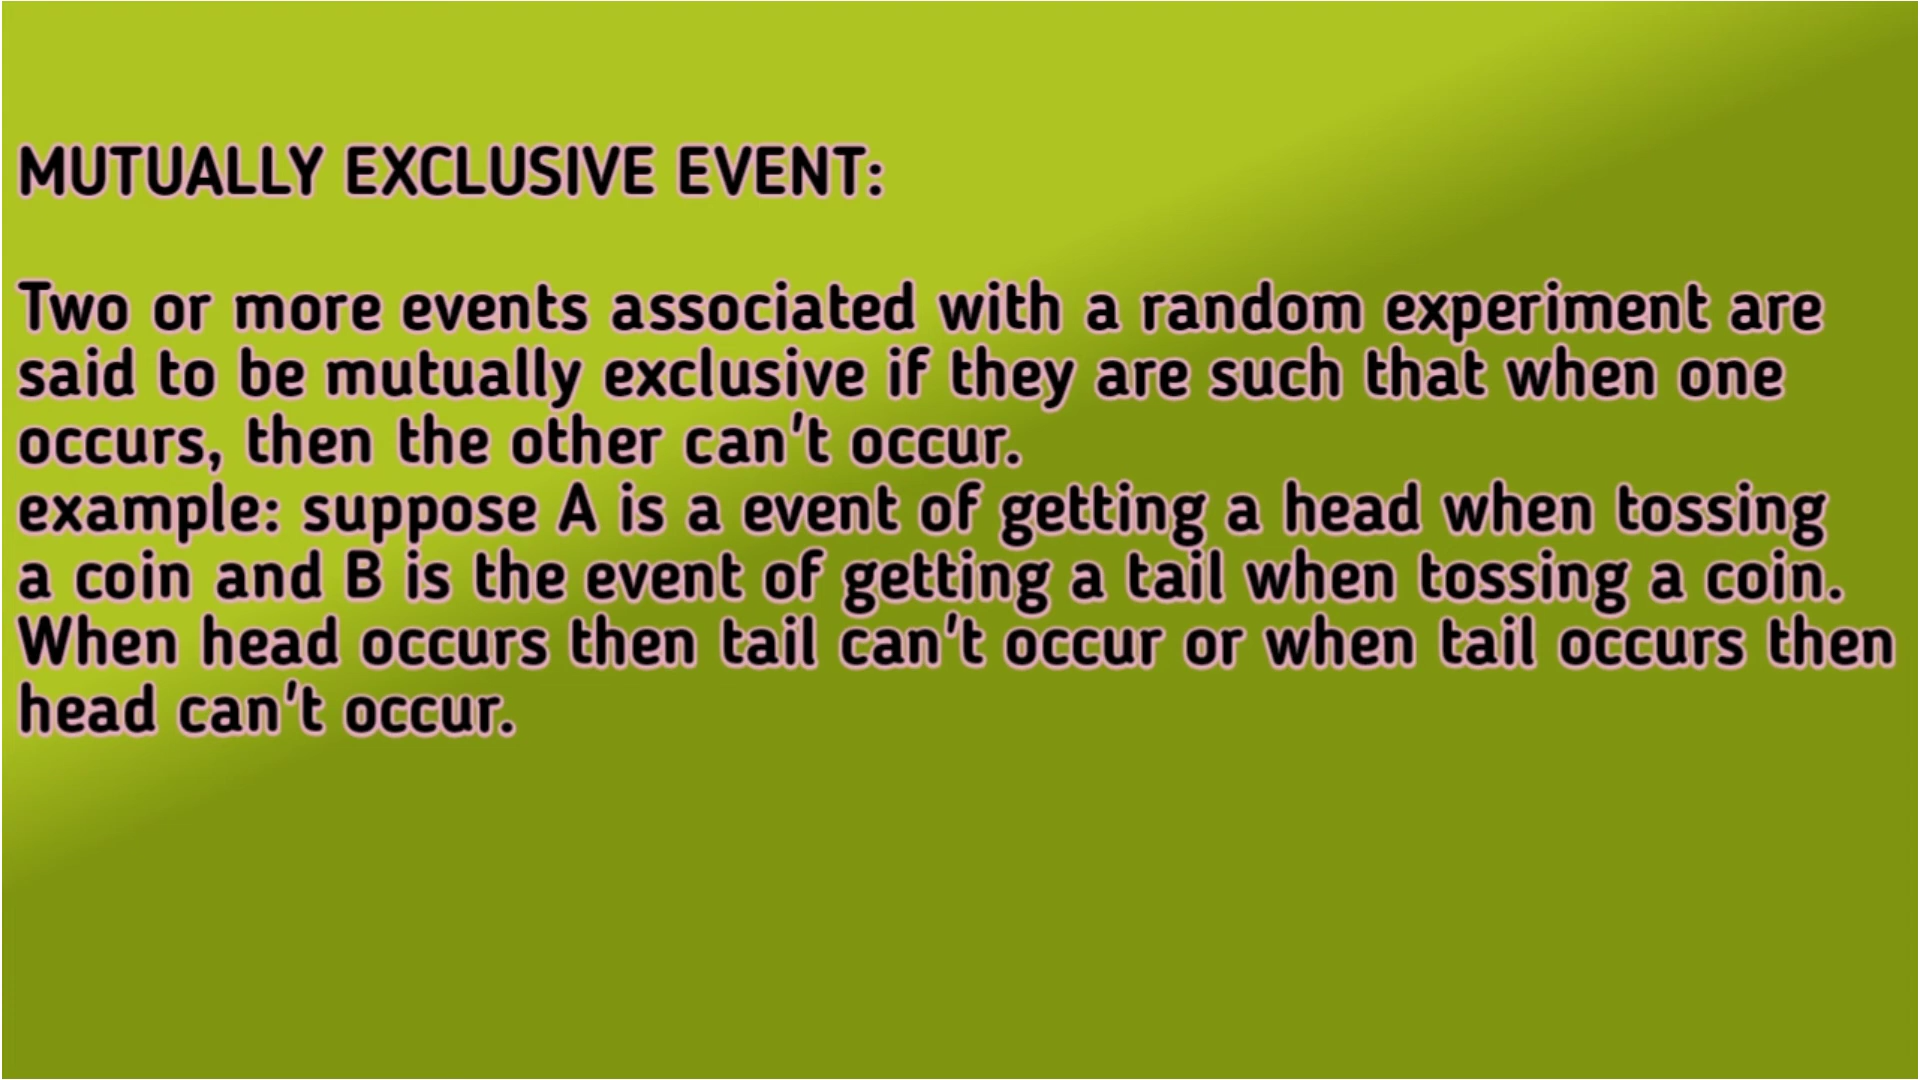 MUTUALLY EXCLUSIVE EVENT:
Two or more events associated with a random experiment are
said to be mutually exclusive if they are such that when one
occurs, then the other can't occur.
example: suppose A is a event of getting a head when tossing
a coin and B is the event of getting a tail when tossing a coin.
When head occurs then tail can't occur or when tail occurs then
head can't occur.